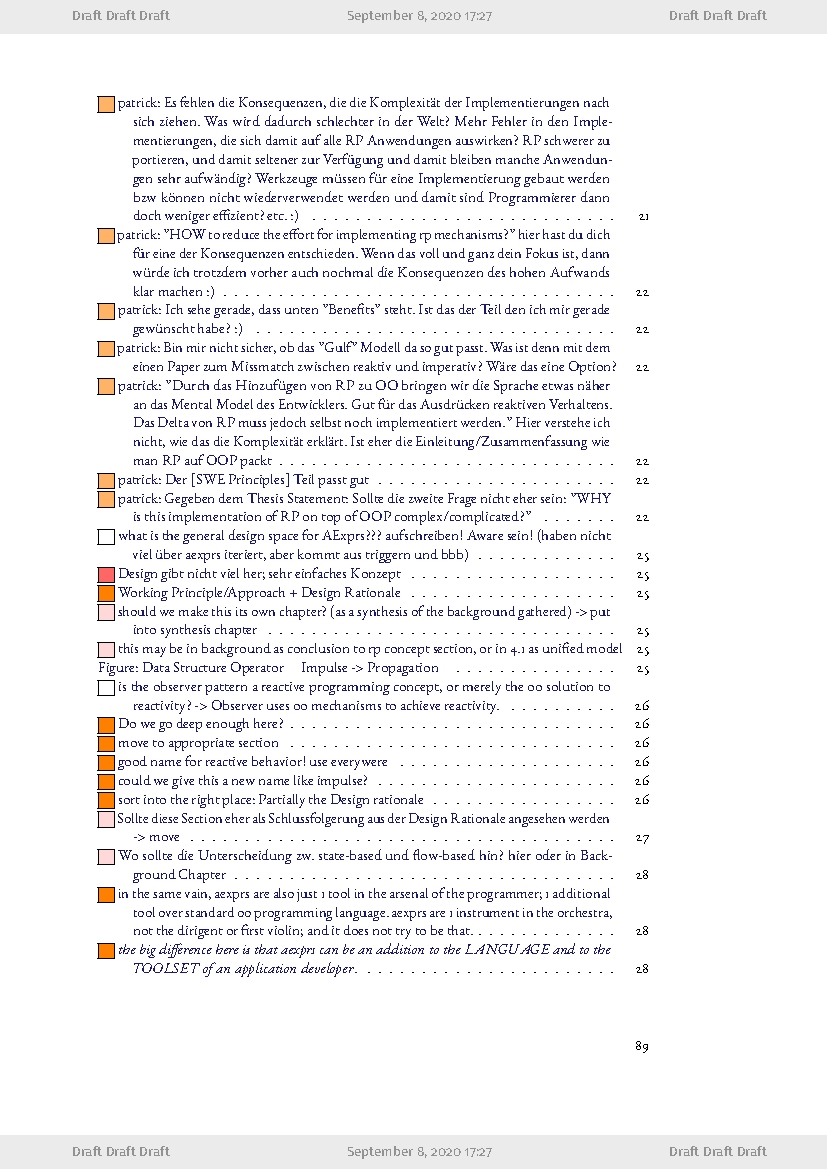 Draft Draft Draft September 8, 2020 17:27 Draft Draft Draft
patrick: Es fehlen die Konsequenzen, die die Komplexität der Implementierungen nach
sich ziehen. Was wird dadurch schlechter in der Welt? Mehr Fehler in den Imple-
mentierungen, die sich damit auf alle RP Anwendungen auswirken? RP schwerer zu
portieren, und damit seltener zur Verfügung und damit bleiben manche Anwendun-
gen sehr aufwändig? Werkzeuge müssen für eine Implementierung gebaut werden
bzw können nicht wiederverwendet werden und damit sind Programmierer dann
doch weniger effizient? etc. :) . . . . . . . . . . . . . . . . . . . . . . . . . . . . . 21
patrick: "HOW to reduce the effort for implementing rp mechanisms?" hier hast du dich
für eine der Konsequenzen entschieden. Wenn das voll und ganz dein Fokus ist, dann
würde ich trotzdem vorher auch nochmal die Konsequenzen des hohen Aufwands
klar machen :) . . . . . . . . . . . . . . . . . . . . . . . . . . . . . . . . . . . . . 22
patrick: Ich sehe gerade, dass unten "Benefits" steht. Ist das der Teil den ich mir gerade
gewünscht habe? :) . . . . . . . . . . . . . . . . . . . . . . . . . . . . . . . . . . 22
patrick: Bin mir nicht sicher, ob das "Gulf" Modell da so gut passt. Was ist denn mit dem
einen Paper zum Missmatch zwischen reaktiv und imperativ? Wäre das eine Option? 22
patrick: "Durch das Hinzufügen von RP zu OO bringen wir die Sprache etwas näher
an das Mental Model des Entwicklers. Gut für das Ausdrücken reaktiven Verhaltens.
Das Delta von RP muss jedoch selbst noch implementiert werden." Hier verstehe ich
nicht, wie das die Komplexität erklärt. Ist eher die Einleitung/Zusammenfassung wie
man RP auf OOP packt . . . . . . . . . . . . . . . . . . . . . . . . . . . . . . . . 22
patrick: Der [SWE Principles] Teil passt gut . . . . . . . . . . . . . . . . . . . . . . . 22
patrick: Gegeben dem Thesis Statement: Sollte die zweite Frage nicht eher sein: "WHY
is this implementation of RP on top of OOP complex/complicated?" . . . . . . . 22
what is the general design space for AExprs??? aufschreiben! Aware sein! (haben nicht
viel über aexprs iteriert, aber kommt aus triggern und bbb) . . . . . . . . . . . . . 25
Design gibt nicht viel her; sehr einfaches Konzept . . . . . . . . . . . . . . . . . . . . 25
Working Principle/Approach + Design Rationale . . . . . . . . . . . . . . . . . . . . 25
should we make this its own chapter? (as a synthesis of the background gathered) -> put
into synthesis chapter . . . . . . . . . . . . . . . . . . . . . . . . . . . . . . . . . 25
this may be in background as conclusion to rp concept section, or in 4.1 as unified model 25
Figure: Data Structure Operator Impulse -> Propagation . . . . . . . . . . . . . . . 25
is the observer pattern a reactive programming concept, or merely the oo solution to
reactivity? -> Observer uses oo mechanisms to achieve reactivity. . . . . . . . . . . 26
Do we go deep enough here? . . . . . . . . . . . . . . . . . . . . . . . . . . . . . . . 26
move to appropriate section . . . . . . . . . . . . . . . . . . . . . . . . . . . . . . . 26
good name for reactive behavior! use everywere . . . . . . . . . . . . . . . . . . . . . 26
could we give this a new name like impulse? . . . . . . . . . . . . . . . . . . . . . . . 26
sort into the right place: Partially the Design rationale . . . . . . . . . . . . . . . . . . 26
Sollte diese Section eher als Schlussfolgerung aus der Design Rationale angesehen werden
-> move . . . . . . . . . . . . . . . . . . . . . . . . . . . . . . . . . . . . . . . . 27
Wo sollte die Unterscheidung zw. state-based und flow-based hin? hier oder in Back-
ground Chapter . . . . . . . . . . . . . . . . . . . . . . . . . . . . . . . . . . . . 28
in the same vain, aexprs are also just 1 tool in the arsenal of the programmer; 1 additional
tool over standard oo programming language. aexprs are 1 instrument in the orchestra,
not the dirigent or first violin; and it does not try to be that. . . . . . . . . . . . . . 28
the big difference here is that aexprs can be an addition to the LANGUAGE and to the
TOOLSET of an application developer. . . . . . . . . . . . . . . . . . . . . . . . . 28
89
Draft Draft Draft September 8, 2020 17:27 Draft Draft Draft